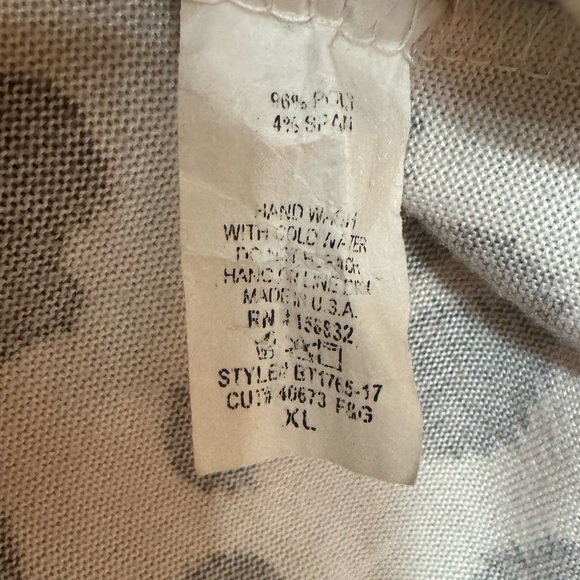 96% POLY
4% SPAN
HAND WASH
WITH COLD WATER
DO NOT BLEACH
HANG OR LINE DRY
MADE IN U.S.A.
RN #
STYLE# BT1765-17
CUT# 40673 F&G
XL